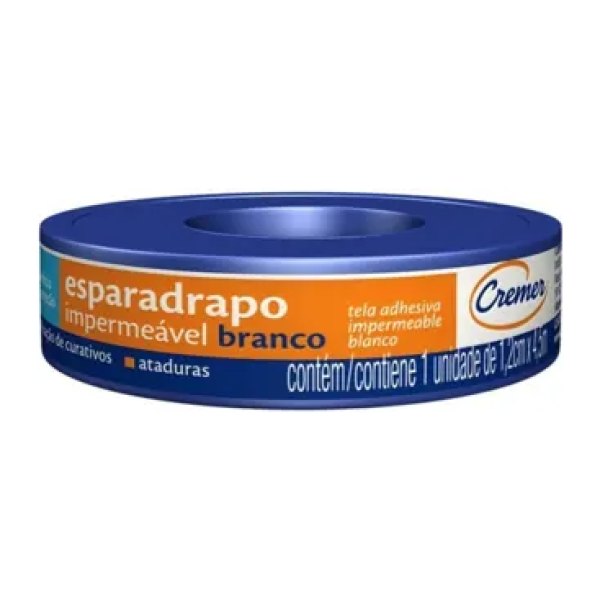 esparadrapo
impermeável branco
de curativos
ataduras
tela adhesiva
impermeable
blanco
Cremer
contém/contiene 1 unidade de 1,2cm x 4,5m